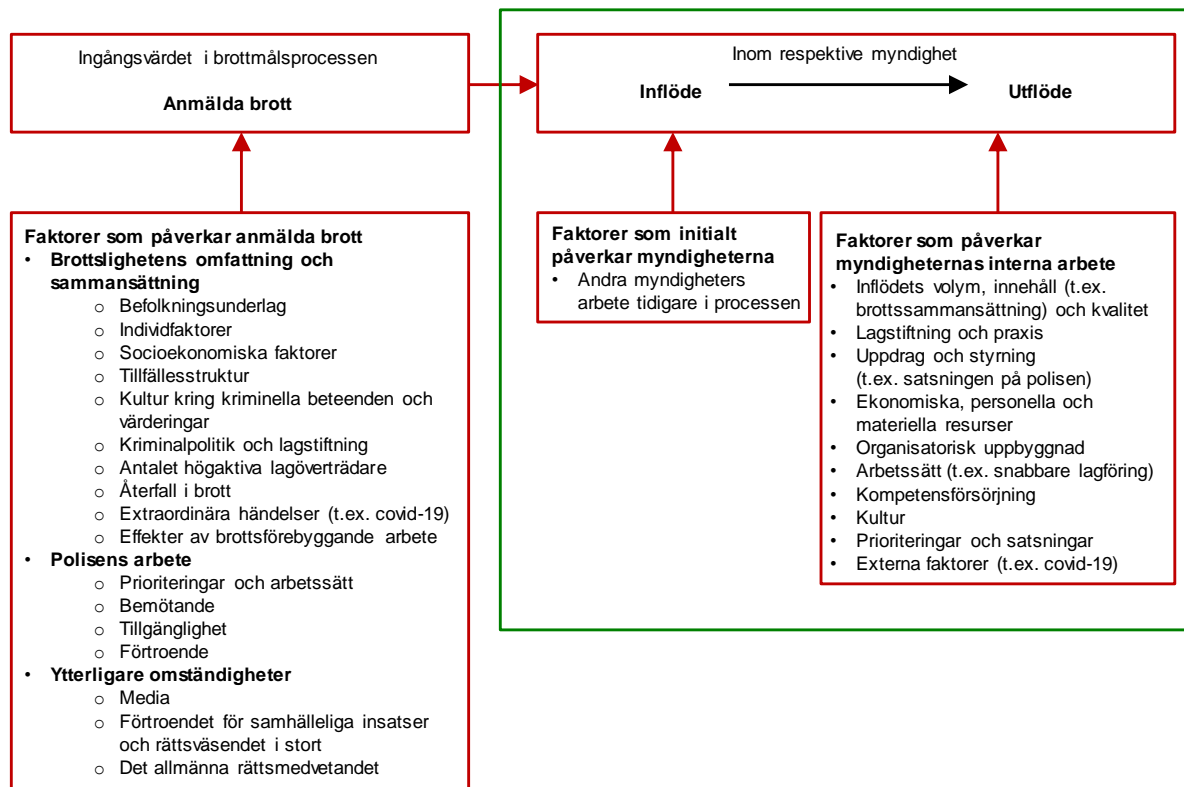 Ingångsvärdet i brottmålsprocessen
Anmälda brott
Inom respektive myndighet
Inflöde
Utflöde
Faktorer som påverkar anmälda brott
• Brottslighetens omfattning och
sammansättning
o Befolkningsunderlag
o Individfaktorer
o Socioekonomiska faktorer
o Tillfällesstruktur
o Kultur kring kriminella beteenden och
värderingar
o Kriminalpolitik och lagstiftning
o Antalet högaktiva lagöverträdare
o Återfall i brott
o Extraordinära händelser (t.ex. covid-19)
o Effekter av brottsförebyggande arbete
• Polisens arbete
o Prioriteringar och arbetssätt
o Bemötande
o Tillgänglighet
o Förtroende
• Ytterligare omständigheter
o Media
o Förtroendet för samhälleliga insatser
och rättsväsendet i stort
o Det allmänna rättsmedvetandet
Faktorer som initialt
påverkar myndigheterna
• Andra myndigheters
arbete tidigare i processen
Faktorer som påverkar
myndigheternas interna arbete
• Inflödets volym, innehåll (t.ex.
brottssammansättning) och kvalitet
• Lagstiftning och praxis
• Uppdrag och styrning
(t.ex. satsningen på polisen)
• Ekonomiska, personella och
materiella resurser
• Organisatorisk uppbyggnad
• Arbetssätt (t.ex. snabbare lagföring)
• Kompetensförsörjning
• Kultur
• Prioriteringar och satsningar
• Externa faktorer (t.ex. covid-19)